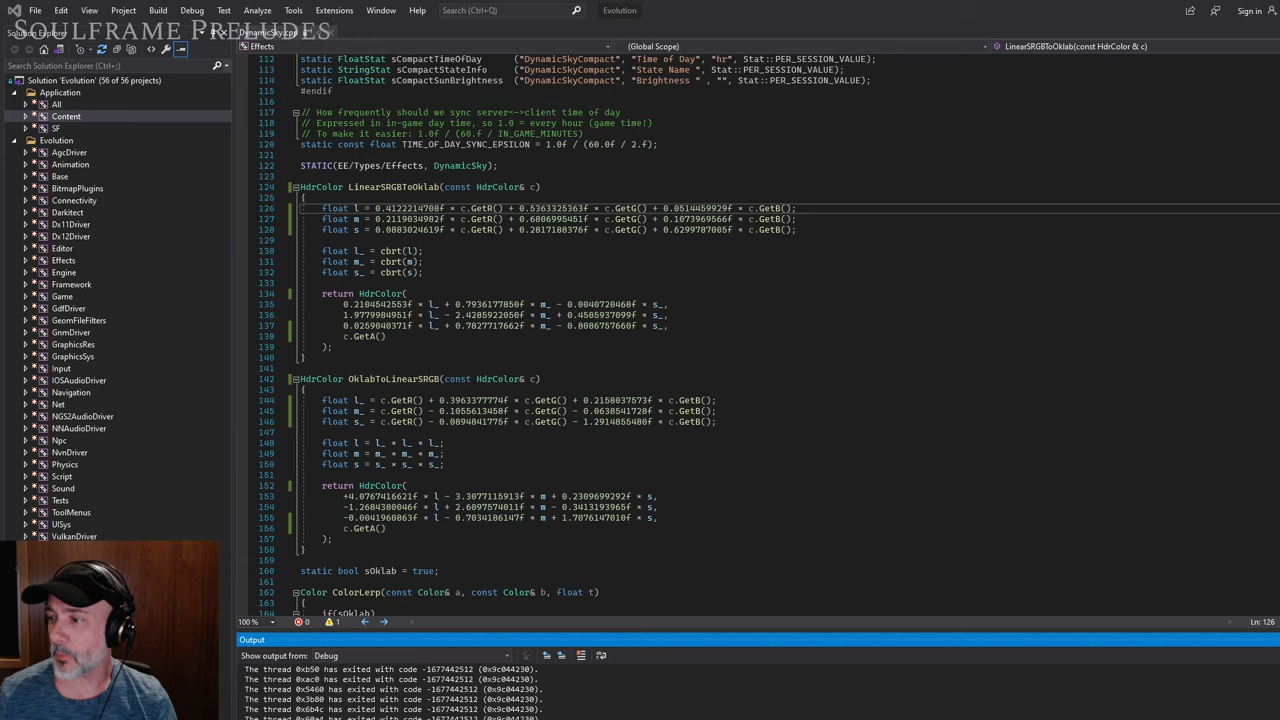 File Edit View Project Build Debug Test Analyze Tools Extensions Window Help Search (Ctrl+Q) Evolution Sign in
SOULFRAME PRELUDES
DynamicSky.cpp
Effects (Global Scope) LinearSRGBToOklab(const HdrColor & c)
Search Solution Explorer (Ctrl+;)
Solution 'Evolution' (56 of 56 projects)
Application
All
Content
SF
Evolution
AgcDriver
Animation
Base
BitmapPlugins
Connectivity
Darkitect
Dx11Driver
Dx12Driver
Editor
Effects
Engine
Framework
Game
GdfDriver
GeomFileFilters
GnmDriver
GraphicsRes
GraphicsSys
Input
IOSAudioDriver
Navigation
Net
NGS2AudioDriver
NNAudioDriver
Npc
NvnDriver
Physics
Script
Sound
Tests
ToolMenus
UISys
VulkanDriver
112 static FloatStat sCompactTimeOfDay ("DynamicSkyCompact", "Time of Day", "hr", Stat::PER_SESSION_VALUE);
113 static StringStat sCompactStateInfo ("DynamicSkyCompact", "State Name ", Stat::PER_SESSION_VALUE);
114 static FloatStat sCompactSunBrightness ("DynamicSkyCompact", "Brightness " , "", Stat::PER_SESSION_VALUE);
115 #endif
116
117 // How frequently should we sync server<->client time of day
118 // Expressed in in-game day time, so 1.0 = every hour (game time!)
119 // To make it easier: 1.0f / (60.f / IN_GAME_MINUTES)
120 static const float TIME_OF_DAY_SYNC_EPSILON = 1.0f / (60.0f / 2.f);
121
122 STATIC(EE/Types/Effects, DynamicSky);
123
124 HdrColor LinearSRGBToOklab(const HdrColor& c)
125 {
126 float l = 0.4122214708f * c.GetR() + 0.5363325363f * c.GetG() + 0.0514459929f * c.GetB();
127 float m = 0.2119034982f * c.GetR() + 0.6806995451f * c.GetG() + 0.1073969566f * c.GetB();
128 float s = 0.0883024619f * c.GetR() + 0.2817188376f * c.GetG() + 0.6299787005f * c.GetB();
129
130 float l_ = cbrt(l);
131 float m_ = cbrt(m);
132 float s_ = cbrt(s);
133
134 return HdrColor(
135 0.2104542553f * l_ + 0.7936177850f * m_ - 0.0040720468f * s_,
136 1.9779984951f * l_ - 2.4285922050f * m_ + 0.4505937099f * s_,
137 0.0259040371f * l_ + 0.7827717662f * m_ - 0.8086757660f * s_,
138 c.GetA()
139 );
140 }
141
142 HdrColor OklabToLinearSRGB(const HdrColor& c)
143 {
144 float l_ = c.GetR() + 0.3963377774f * c.GetG() + 0.2158037573f * c.GetB();
145 float m_ = c.GetR() - 0.1055613458f * c.GetG() - 0.0638541728f * c.GetB();
146 float s_ = c.GetR() - 0.0894841775f * c.GetG() - 1.2914855480f * c.GetB();
147
148 float l = l_ * l_ * l_;
149 float m = m_ * m_ * m_;
150 float s = s_ * s_ * s_;
151
152 return HdrColor(
153 +4.0767416621f * l - 3.3077115913f * m + 0.2309699292f * s,
154 -1.2684380046f * l + 2.6097574011f * m - 0.3413193965f * s,
155 -0.0041960863f * l - 0.7034186147f * m + 1.7076147010f * s,
156 c.GetA()
157 );
158 }
159
160 static bool sOklab = true;
161
162 Color ColorLerp(const Color& a, const Color& b, float t)
163 {
164 if(sOklab)
100 % 0 1 Ln: 126
Output
Show output from: Debug
The thread 0xb50 has exited with code -1677442512 (0x9c044230).
The thread 0xac0 has exited with code -1677442512 (0x9c044230).
The thread 0x5460 has exited with code -1677442512 (0x9c044230).
The thread 0x3b80 has exited with code -1677442512 (0x9c044230).
The thread 0x6b4c has exited with code -1677442512 (0x9c044230).